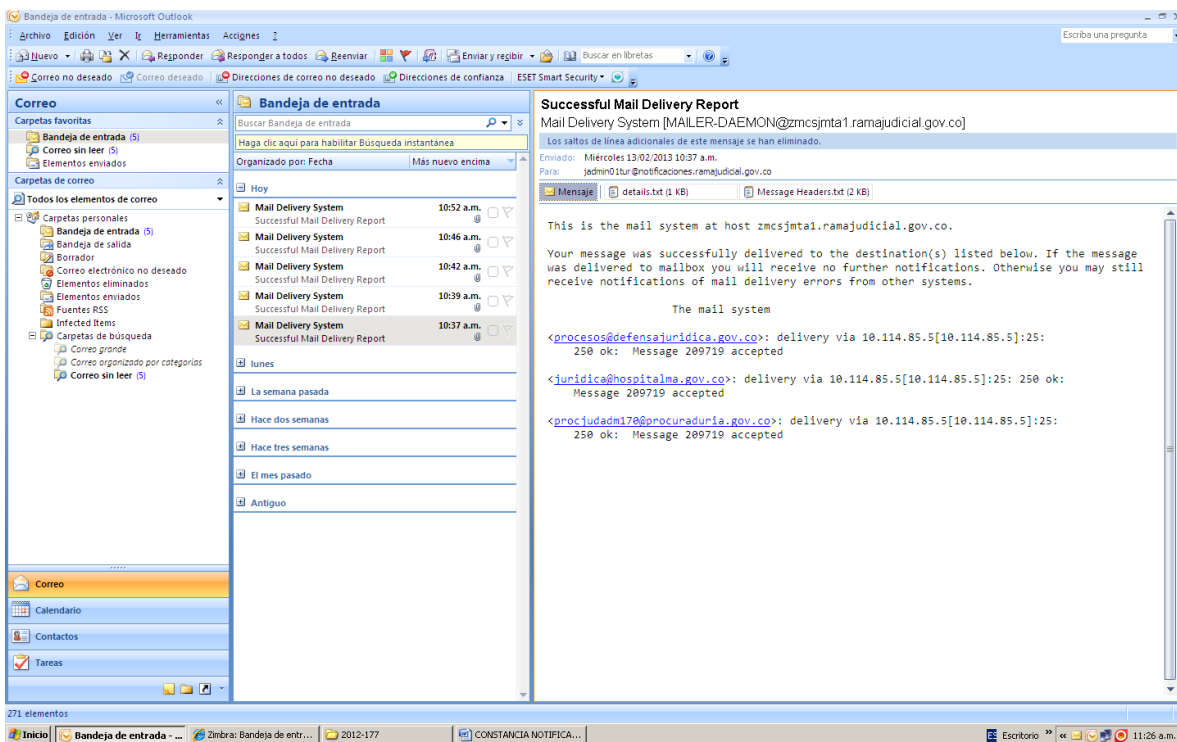 Bandeja de entrada - Microsoft Outlook
Archivo Edición Ver Ir Herramientas Acciones ?
Escriba una pregunta
Nuevo Responder Responder a todos Reenviar Enviar y recibir Buscar en libretas
Correo no deseado Correo deseado Direcciones de correo no deseado Direcciones de confianza ESET Smart Security
Correo «
Carpetas favoritas
Bandeja de entrada (5)
Correo sin leer (5)
Elementos enviados
Carpetas de correo
Todos los elementos de correo
Carpetas personales
Bandeja de entrada (5)
Bandeja de salida
Borrador
Correo electrónico no deseado
Elementos eliminados
Elementos enviados
Fuentes RSS
Infected Items
Carpetas de búsqueda
Correo grande
Correo organizado por categorías
Correo sin leer (5)
Correo
Calendario
Contactos
Tareas
Bandeja de entrada
Buscar Bandeja de entrada
Haga clic aquí para habilitar Búsqueda instantánea
Organizado por: Fecha Más nuevo encima
Hoy
Mail Delivery System 10:52 a.m.
Successful Mail Delivery Report
Mail Delivery System 10:46 a.m.
Successful Mail Delivery Report
Mail Delivery System 10:42 a.m.
Successful Mail Delivery Report
Mail Delivery System 10:39 a.m.
Successful Mail Delivery Report
Mail Delivery System 10:37 a.m.
Successful Mail Delivery Report
lunes
La semana pasada
Hace dos semanas
Hace tres semanas
El mes pasado
Antiguo
Successful Mail Delivery Report
Mail Delivery System [MAILER-DAEMON@zmcsjmta1.ramajudicial.gov.co]
Los saltos de línea adicionales de este mensaje se han eliminado.
Enviado: Miércoles 13/02/2013 10:37 a.m.
Para: jadmin01tur@notificaciones.ramajudicial.gov.co
Mensaje details.txt (1 KB) Message Headers.txt (2 KB)
This is the mail system at host zmcsjmta1.ramajudicial.gov.co.
Your message was successfully delivered to the destination(s) listed below. If the message
was delivered to mailbox you will receive no further notifications. Otherwise you may still
receive notifications of mail delivery errors from other systems.
The mail system
<procesos@defensajuridica.gov.co>: delivery via 10.114.85.5[10.114.85.5]:25:
250 ok: Message 209719 accepted
<juridica@hospitalma.gov.co>: delivery via 10.114.85.5[10.114.85.5]:25: 250 ok:
Message 209719 accepted
<procjudadm170@procuraduria.gov.co>: delivery via 10.114.85.5[10.114.85.5]:25:
250 ok: Message 209719 accepted
271 elementos
Inicio Bandeja de entrada - ... Zimbra: Bandeja de entr... 2012-177 CONSTANCIA NOTIFICA... ES Escritorio » « 11:26 a.m.